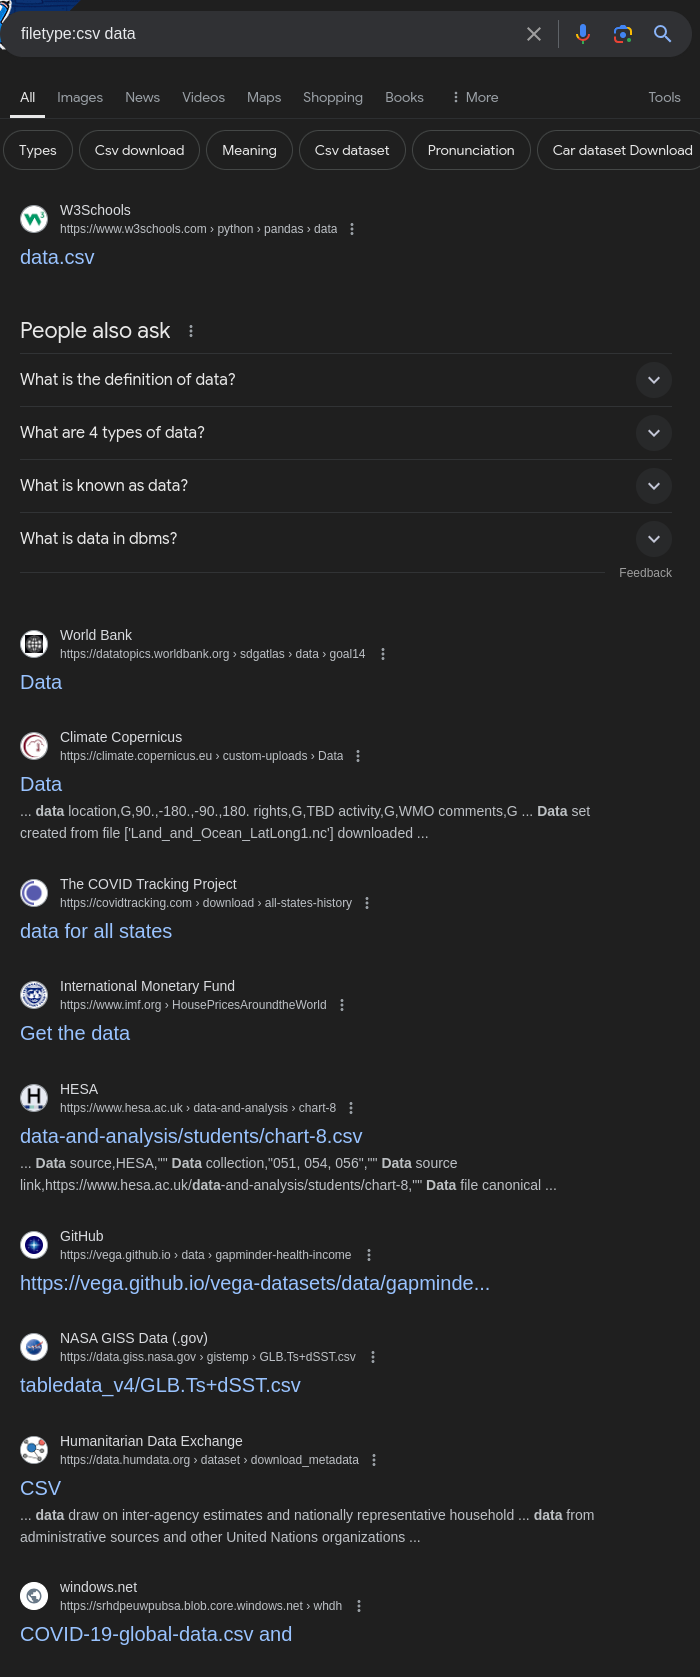 filetype:csv data
All Images News Videos Maps Shopping Books More Tools
Types Csv download Meaning Csv dataset Pronunciation Car dataset Download
W3Schools
https://www.w3schools.com › python › pandas › data
data.csv
People also ask
What is the definition of data?
What are 4 types of data?
What is known as data?
What is data in dbms?
Feedback
World Bank
https://datatopics.worldbank.org › sdgatlas › data › goal14
Data
Climate Copernicus
https://climate.copernicus.eu › custom-uploads › Data
Data
... data location,G,90.,-180.,-90.,180. rights,G,TBD activity,G,WMO comments,G ... Data set
created from file ['Land_and_Ocean_LatLong1.nc'] downloaded ...
The COVID Tracking Project
https://covidtracking.com › download › all-states-history
data for all states
International Monetary Fund
https://www.imf.org › HousePricesAroundtheWorld
Get the data
H
HESA
https://www.hesa.ac.uk › data-and-analysis › chart-8
data-and-analysis/students/chart-8.csv
... Data source,HESA,"" Data collection,"051, 054, 056","" Data source
link,https://www.hesa.ac.uk/data-and-analysis/students/chart-8,"" Data file canonical ...
GitHub
https://vega.github.io › data › gapminder-health-income
https://vega.github.io/vega-datasets/data/gapminde...
NASA GISS Data (.gov)
https://data.giss.nasa.gov › gistemp › GLB.Ts+dSST.csv
tabledata_v4/GLB.Ts+dSST.csv
Humanitarian Data Exchange
https://data.humdata.org › dataset › download_metadata
CSV
... data draw on inter-agency estimates and nationally representative household ... data from
administrative sources and other United Nations organizations ...
windows.net
https://srhdpeuwpubsa.blob.core.windows.net › whdh
COVID-19-global-data.csv and